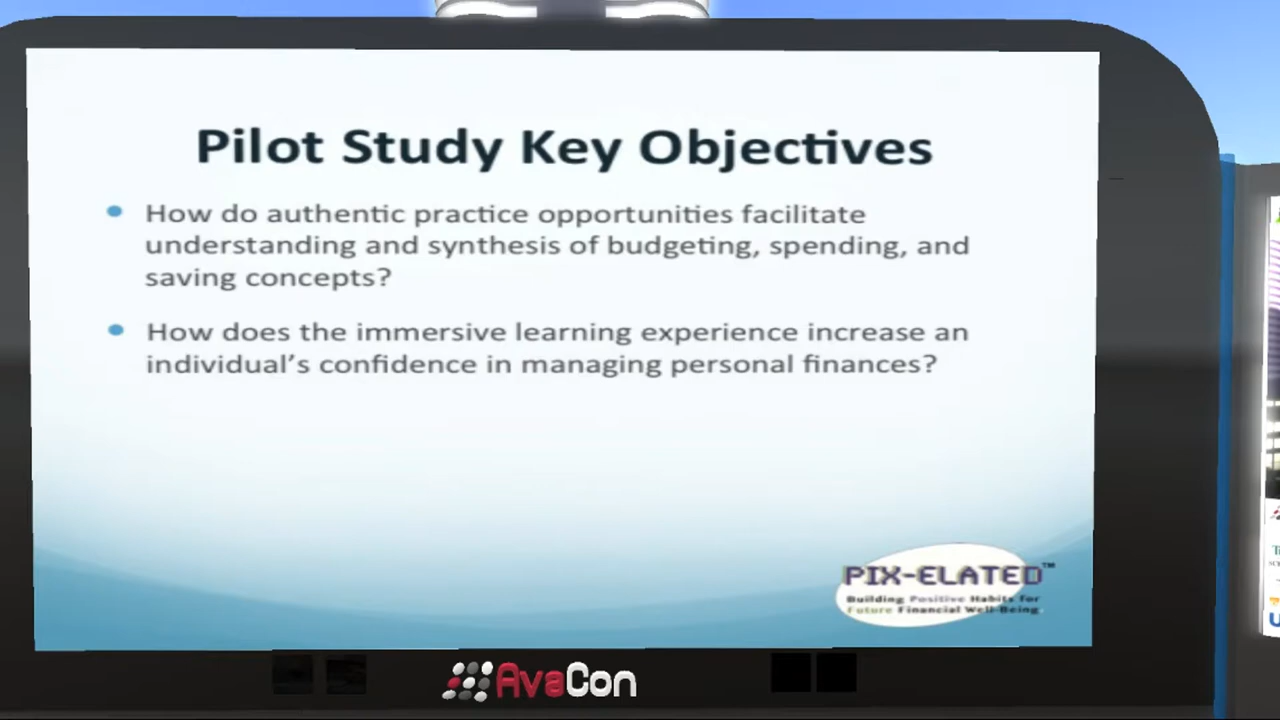 Pilot Study Key Objectives
How do authentic practice opportunities facilitate
understanding and synthesis of budgeting, spending, and
saving concepts?
How does the immersive learning experience increase an
individual's confidence in managing personal finances?
PIX-ELATED™
Building Positive Habits for
Future Financial Well-Being
AvaCon